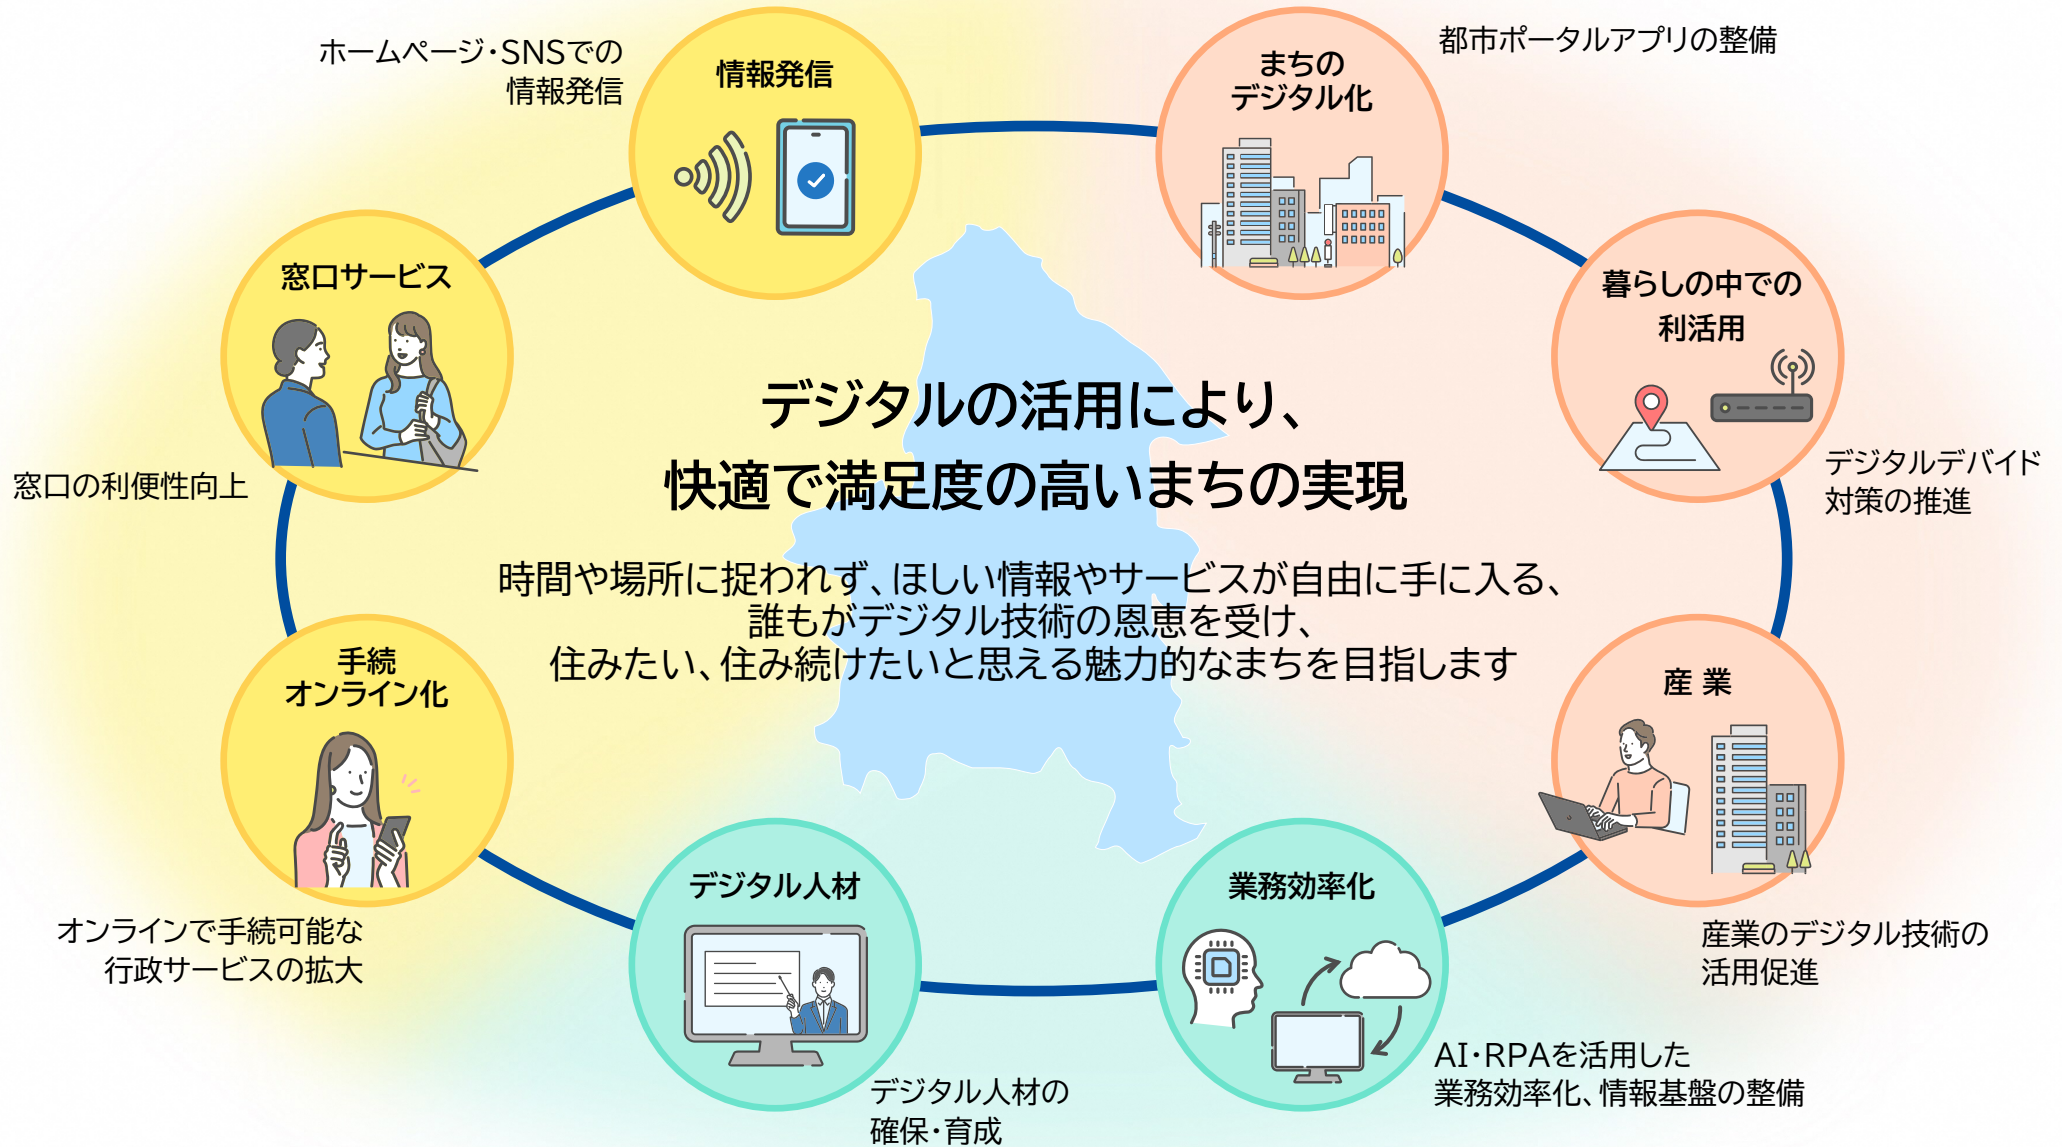 ホームページ・SNSでの
情報発信
情報発信
まちの
デジタル化
都市ポータルアプリの整備
窓口サービス
窓口の利便性向上
暮らしの中での
利活用
デジタルデバイド
対策の推進
デジタルの活用により、
快適で満足度の高いまちの実現
時間や場所に捉われず、ほしい情報やサービスが自由に手に入る、
誰もがデジタル技術の恩恵を受け、
住みたい、住み続けたいと思える魅力的なまちを目指します
手続
オンライン化
オンラインで手続可能な
行政サービスの拡大
産 業
産業のデジタル技術の
活用促進
デジタル人材
デジタル人材の
確保・育成
業務効率化
AI・RPAを活用した
業務効率化、情報基盤の整備